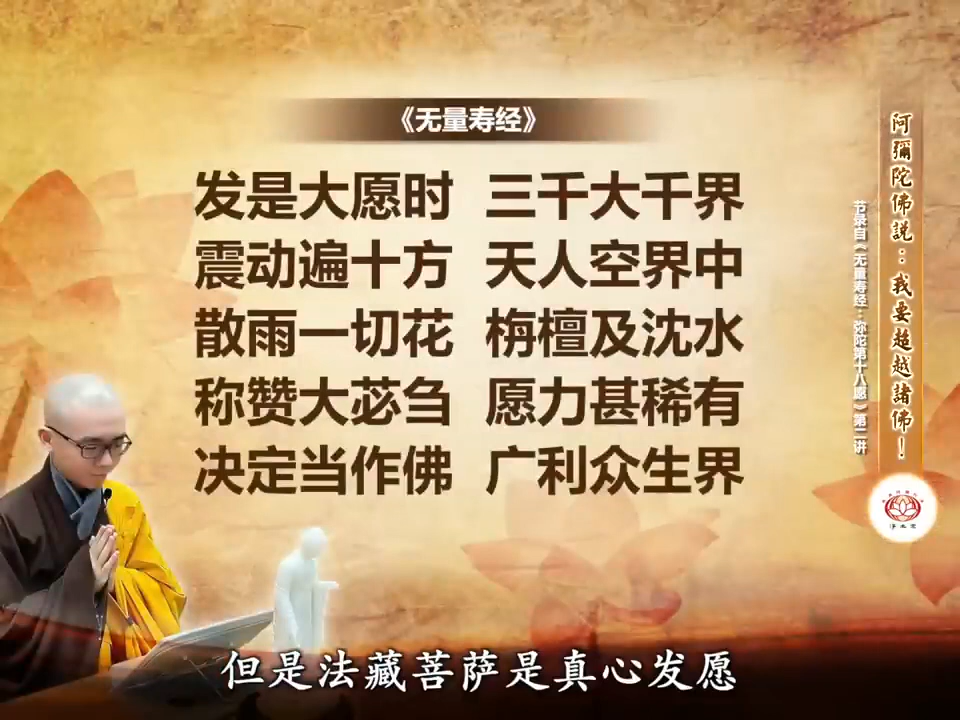 《无量寿经》
发是大愿时 三千大千界
震动遍十方 天人空界中
散雨一切花 栴檀及沈水
称赞大苾刍 愿力甚稀有
决定当作佛 广利众生界
阿彌陀佛説：我要超越諸佛！
节录自《无量寿经：弥陀第十八愿》第二讲
但是法藏菩萨是真心发愿